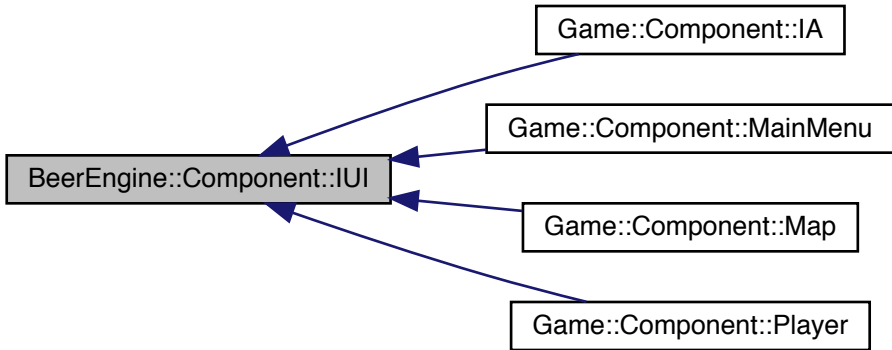 Game::Component::IA
Game::Component::MainMenu
BeerEngine::Component::IUI
Game::Component::Map
Game::Component::Player